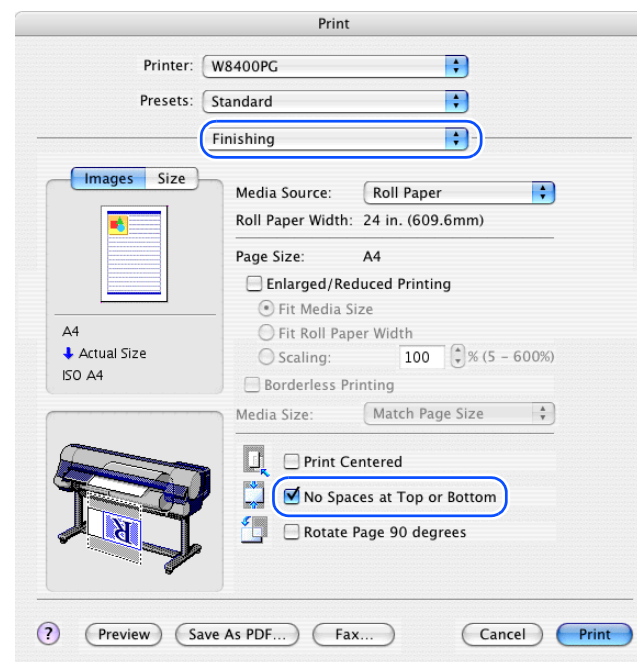 Print
Printer: W8400PG
Presets: Standard
Finishing
Images Size
A4
Actual Size
ISO A4
Media Source: Roll Paper
Roll Paper Width: 24 in. (609.6mm)
Page Size: A4
Enlarged/Reduced Printing
Fit Media Size
Fit Roll Paper Width
Scaling: 100 % (5 – 600%)
Borderless Printing
Media Size: Match Page Size
Print Centered
No Spaces at Top or Bottom
Rotate Page 90 degrees
R
? Preview Save As PDF... Fax... Cancel Print